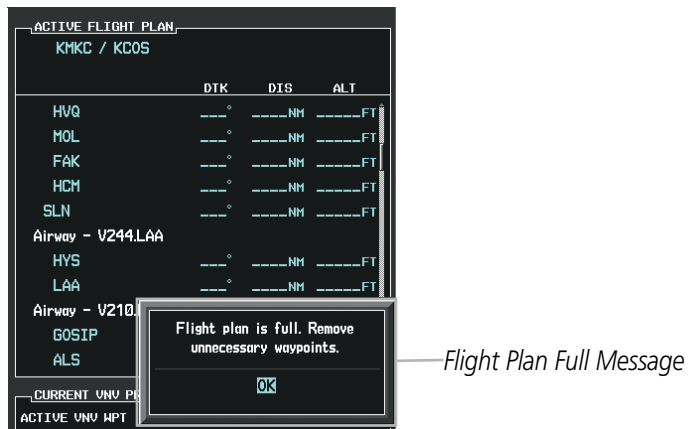 ACTIVE FLIGHT PLAN
KMKC / KCOS
DTK DIS ALT
HVQ ___° ____NM _____FT
MOL ___° ____NM _____FT
FAK ___° ____NM _____FT
HCM ___° ____NM _____FT
SLN ___° ____NM _____FT
Airway - V244.LAA
HYS ___° ____NM _____FT
LAA ___° ____NM _____FT
Airway - V210.
GOSIP
ALS
Flight plan is full. Remove
unnecessary waypoints.
OK
Flight Plan Full Message
CURRENT VNV
ACTIVE VNV WPT